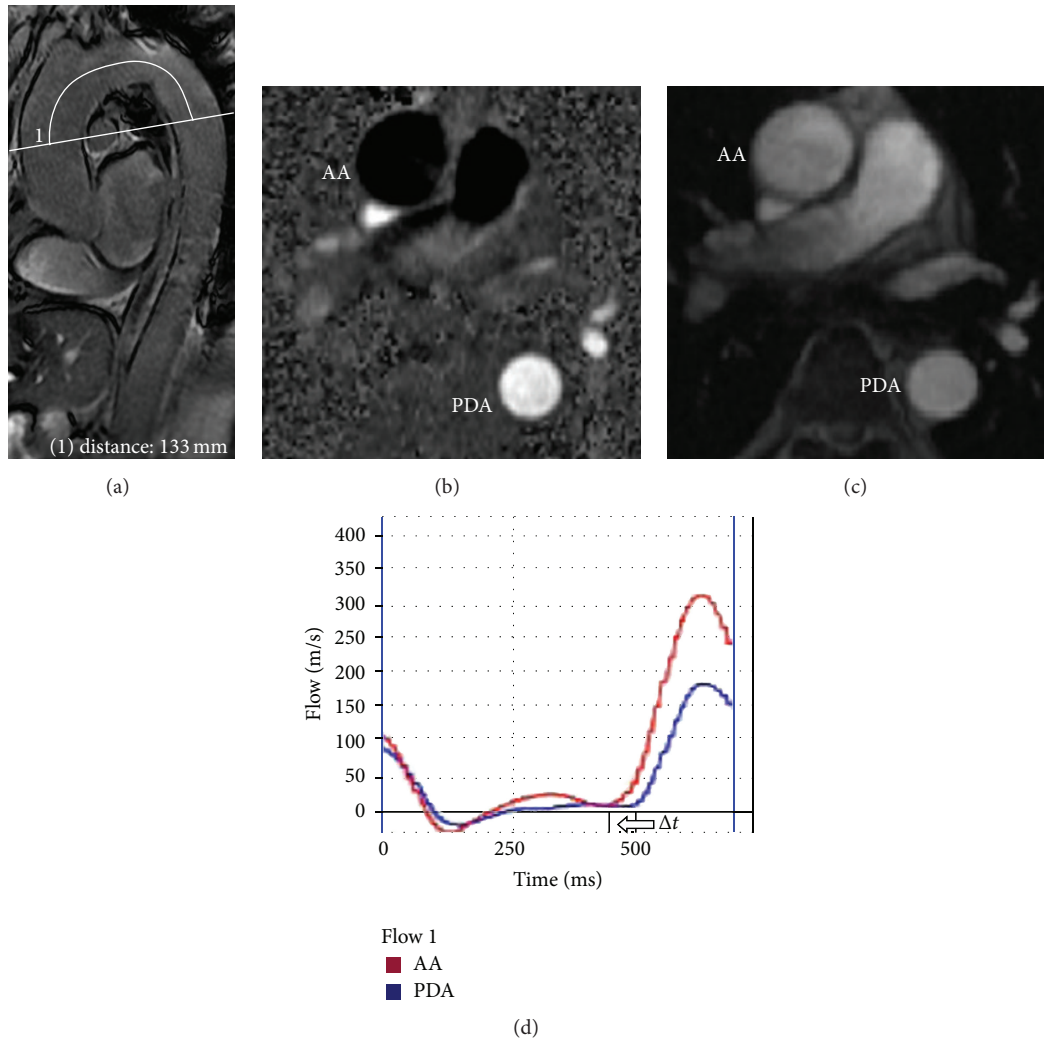 1
(1) distance: 133 mm
(a)
AA
PDA
(b)
AA
PDA
(c)
400
350
300
250
200
150
100
50
0
Flow (m/s)
Δt
0 250 500
Time (ms)
Flow 1
AA
PDA
(d)